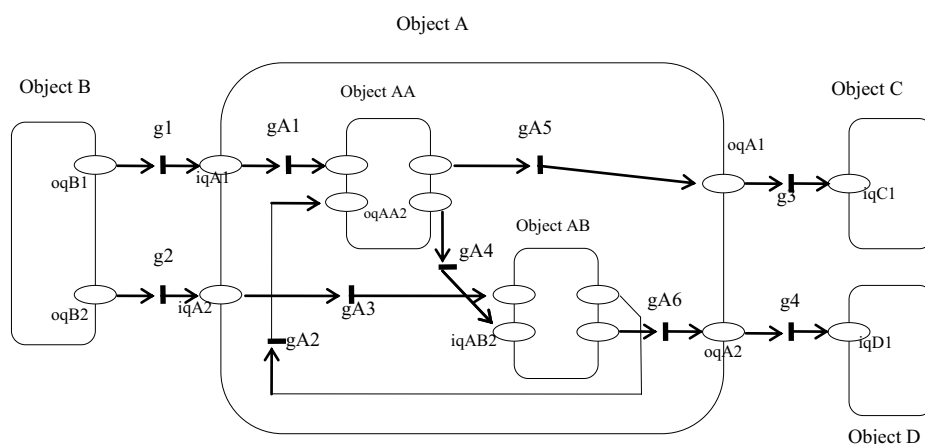 Object A
Object B
Object AA
Object C
g1
gA1
gA5
oqA1
oqB1
iqA1
oqAA2
g3
iqC1
Object AB
g2
gA4
oqB2
iqA2
gA3
gA6
g4
gA2
iqAB2
oqA2
iqD1
Object D